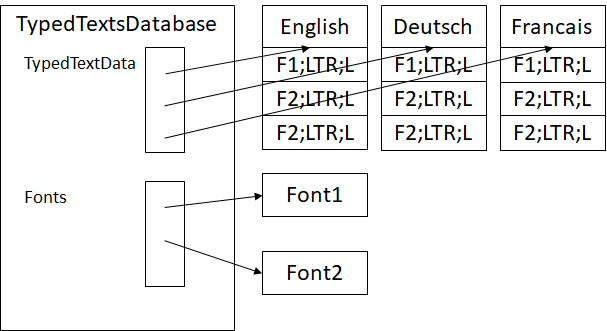 TypedTextsDatabase
TypedTextData
Fonts
English
F1;LTR;L
F2;LTR;L
F2;LTR;L
Deutsch
F1;LTR;L
F2;LTR;L
F2;LTR;L
Francais
F1;LTR;L
F2;LTR;L
F2;LTR;L
Font1
Font2